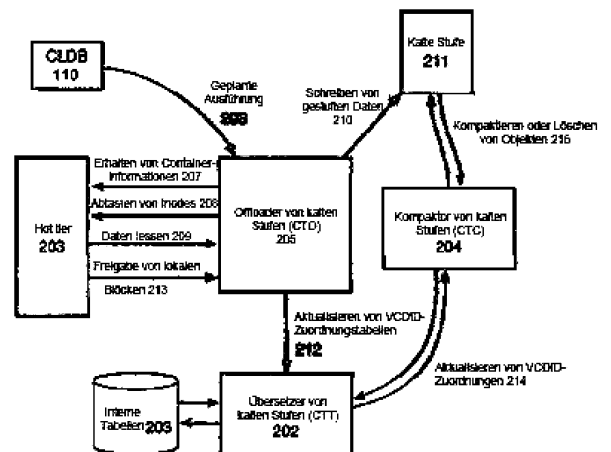 CLDB
110
Geplante
Ausführung
Kalte Stufe
211
Schreiben von
gestuften Daten
210
Kompaktieren oder Löschen
von Objekten 216
Erhalten von Container-
Informationen 207
Abtasten von Inodes 208
Daten lessen 209
Freigabe von lokalen
Blöcken 213
Hot tier
203
Offloader von kalten
Stufen (CTO)
205
Kompaktor von kalten
Stufen (CTC)
204
Aktualisieren von VCDID-
Zuordnungstabellen
212
Aktualisieren von VCDID-
Zuordnungen 214
Interne
Tabellen 203
Übersetzer von
kalten Stufen (CTT)
202